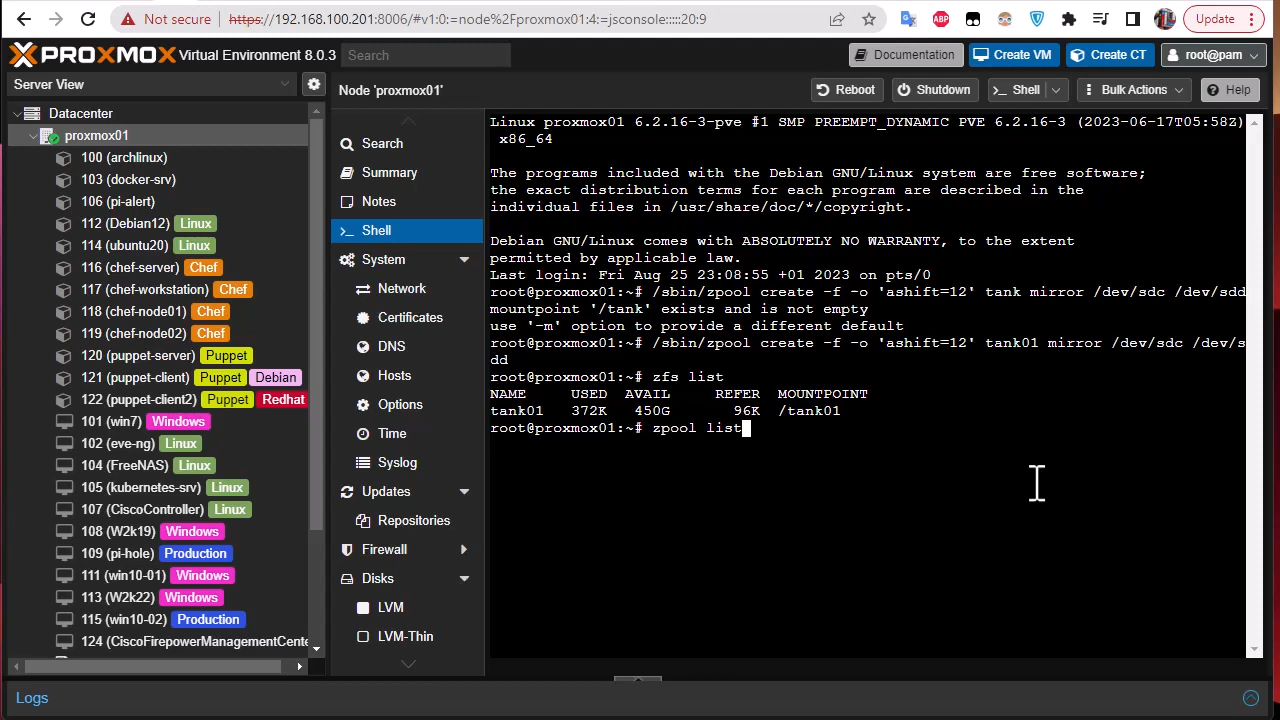 Not secure https://192.168.100.201:8006/#v1:0:=node%2Fproxmox01:4:=jsconsole:::::20:9 ABP Update
PROXMOX Virtual Environment 8.0.3 Search Documentation Create VM Create CT root@pam
Server View
Node 'proxmox01' Reboot Shutdown Shell Bulk Actions Help
Datacenter
proxmox01
100 (archlinux)
103 (docker-srv)
106 (pi-alert)
112 (Debian12) Linux
114 (ubuntu20) Linux
116 (chef-server) Chef
117 (chef-workstation) Chef
118 (chef-node01) Chef
119 (chef-node02) Chef
120 (puppet-server) Puppet
121 (puppet-client) Puppet Debian
122 (puppet-client2) Puppet Redhat
101 (win7) Windows
102 (eve-ng) Linux
104 (FreeNAS) Linux
105 (kubernetes-srv) Linux
107 (CiscoController) Linux
108 (W2k19) Windows
109 (pi-hole) Production
111 (win10-01) Windows
113 (W2k22) Windows
115 (win10-02) Production
124 (CiscoFirepowerManagementCente
Search
Summary
Notes
Shell
System
Network
Certificates
DNS
Hosts
Options
Time
Syslog
Updates
Repositories
Firewall
Disks
LVM
LVM-Thin
Linux proxmox01 6.2.16-3-pve #1 SMP PREEMPT_DYNAMIC PVE 6.2.16-3 (2023-06-17T05:58Z)
x86_64
The programs included with the Debian GNU/Linux system are free software;
the exact distribution terms for each program are described in the
individual files in /usr/share/doc/*/copyright.
Debian GNU/Linux comes with ABSOLUTELY NO WARRANTY, to the extent
permitted by applicable law.
Last login: Fri Aug 25 23:08:55 +01 2023 on pts/0
root@proxmox01:~# /sbin/zpool create -f -o 'ashift=12' tank mirror /dev/sdc /dev/sdd
mountpoint '/tank' exists and is not empty
use '-m' option to provide a different default
root@proxmox01:~# /sbin/zpool create -f -o 'ashift=12' tank01 mirror /dev/sdc /dev/s
dd
root@proxmox01:~# zfs list
NAME USED AVAIL REFER MOUNTPOINT
tank01 372K 450G 96K /tank01
root@proxmox01:~# zpool list
Logs